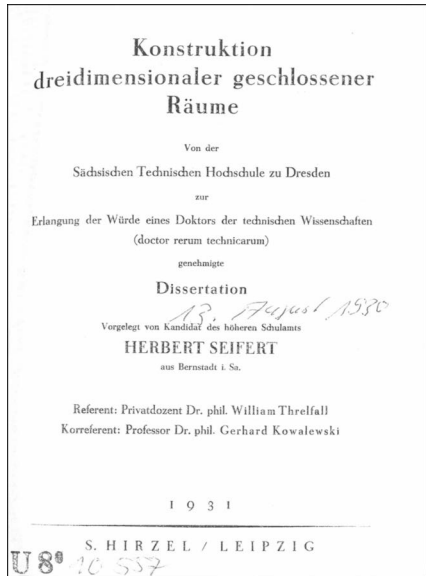 Konstruktion
dreidimensionaler geschlossener
Räume
Von der
Sächsischen Technischen Hochschule zu Dresden
zur
Erlangung der Würde eines Doktors der technischen Wissenschaften
(doctor rerum technicarum)
genehmigte
Dissertation
13. August 1930
Vorgelegt von Kandidat des höheren Schulamts
HERBERT SEIFERT
aus Bernstadt i. Sa.
Referent: Privatdozent Dr. phil. William Threlfall
Korreferent: Professor Dr. phil. Gerhard Kowalewski
1931
S. HIRZEL / LEIPZIG
U 8⁰ 10 557